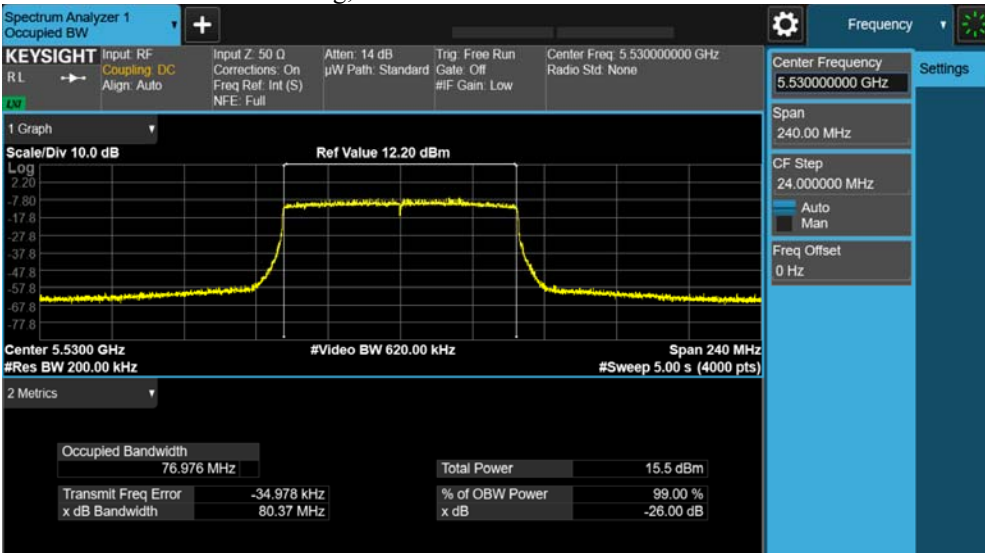 Spectrum Analyzer 1
Occupied BW
+
Frequency
KEYSIGHT Input: RF Input Z: 50 Ω Atten: 14 dB Trig: Free Run Center Freq: 5.530000000 GHz
RL Coupling: DC Corrections: On µW Path: Standard Gate: Off Radio Std: None
Align: Auto Freq Ref: Int (S) #IF Gain: Low
LXI NFE: Full
Center Frequency
5.530000000 GHz
Settings
Span
240.00 MHz
CF Step
24.000000 MHz
Auto
Man
Freq Offset
0 Hz
1 Graph
Scale/Div 10.0 dB Ref Value 12.20 dBm
Log
2.20
-7.80
-17.8
-27.8
-37.8
-47.8
-57.8
-67.8
-77.8
Center 5.5300 GHz #Video BW 620.00 kHz Span 240 MHz
#Res BW 200.00 kHz #Sweep 5.00 s (4000 pts)
2 Metrics
Occupied Bandwidth
76.976 MHz Total Power 15.5 dBm
Transmit Freq Error -34.978 kHz % of OBW Power 99.00 %
x dB Bandwidth 80.37 MHz x dB -26.00 dB